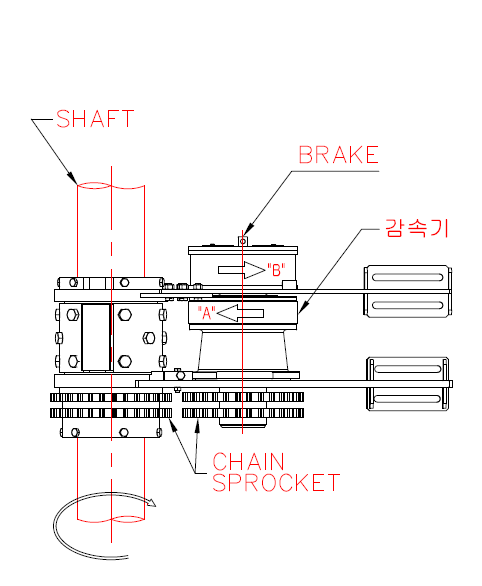 SHAFT
BRAKE
감속기
"B"
"A"
CHAIN
SPROCKET